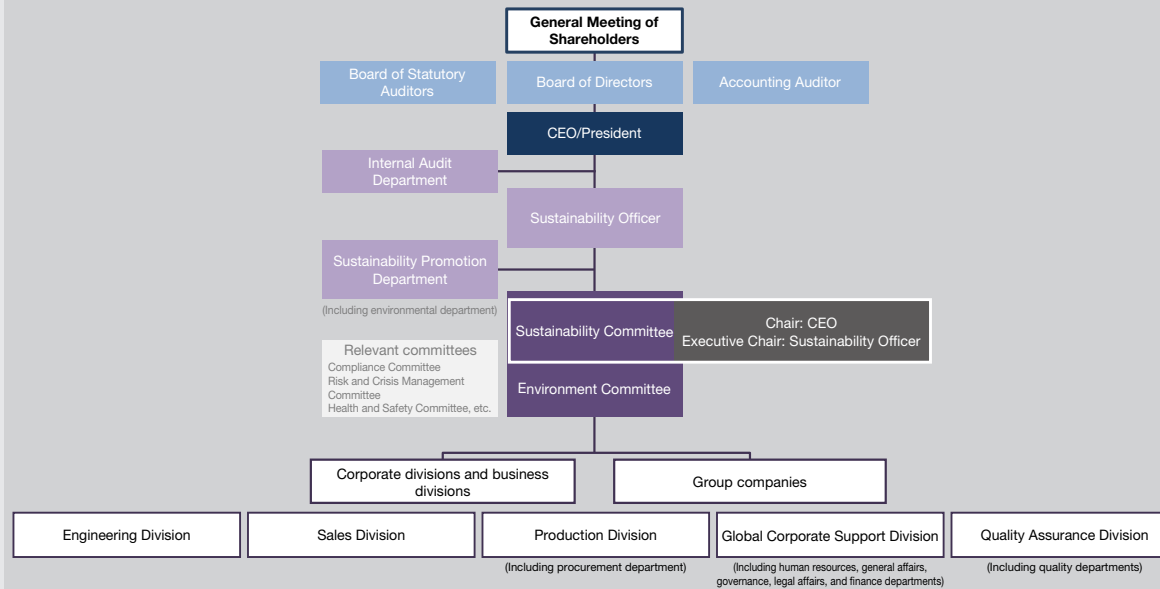 General Meeting of
Shareholders
Board of Statutory
Auditors
Board of Directors
Accounting Auditor
CEO/President
Internal Audit
Department
Sustainability Officer
Sustainability Promotion
Department
(Including environmental department)
Sustainability Committee
Chair: CEO
Executive Chair: Sustainability Officer
Relevant committees
Compliance Committee
Risk and Crisis Management
Committee
Health and Safety Committee, etc.
Environment Committee
Corporate divisions and business
divisions
Group companies
Engineering Division
Sales Division
Production Division
(Including procurement department)
Global Corporate Support Division
(Including human resources, general affairs,
governance, legal affairs, and finance departments)
Quality Assurance Division
(Including quality departments)